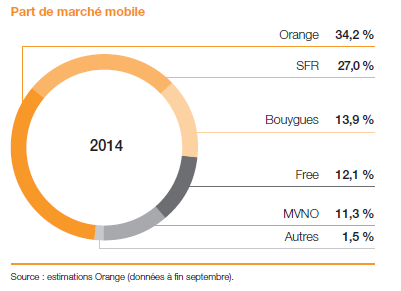 Part de marché mobile
Orange 34,2 %
SFR 27,0 %
Bouygues 13,9 %
2014
Free 12,1 %
MVNO 11,3 %
Autres 1,5 %
Source : estimations Orange (données à fin septembre).